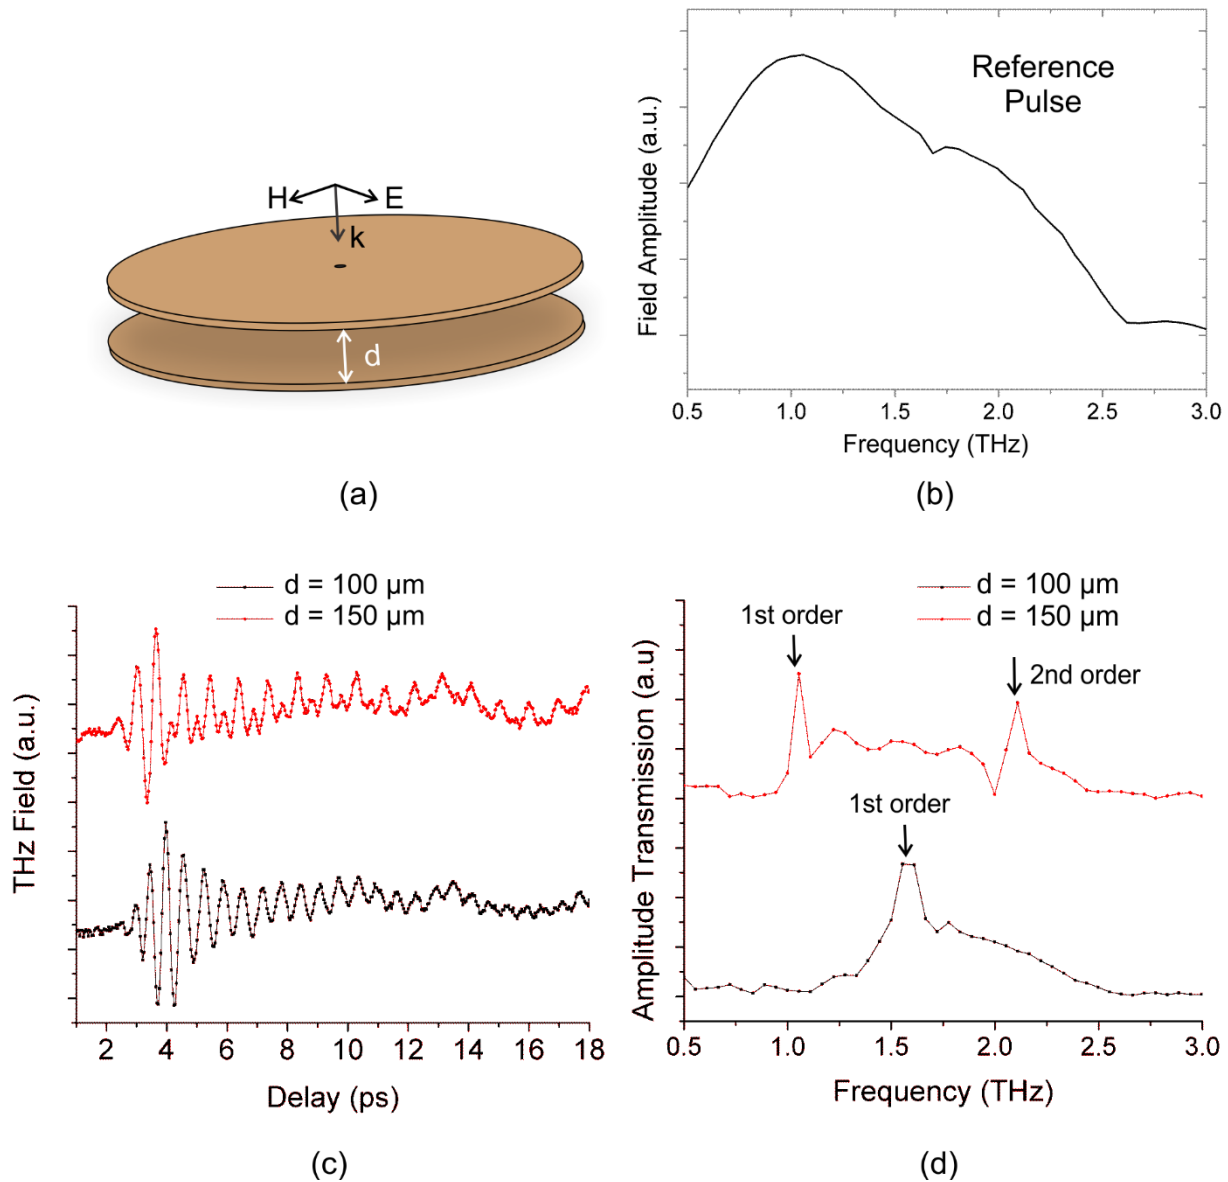 H
E
k
d
(a)
Reference
Pulse
Field Amplitude (a.u.)
0.5 1.0 1.5 2.0 2.5 3.0
Frequency (THz)
(b)
d = 100 µm
d = 150 µm
THz Field (a.u.)
2 4 6 8 10 12 14 16 18
Delay (ps)
(c)
d = 100 µm
d = 150 µm
1st order
2nd order
1st order
Amplitude Transmission (a.u)
0.5 1.0 1.5 2.0 2.5 3.0
Frequency (THz)
(d)